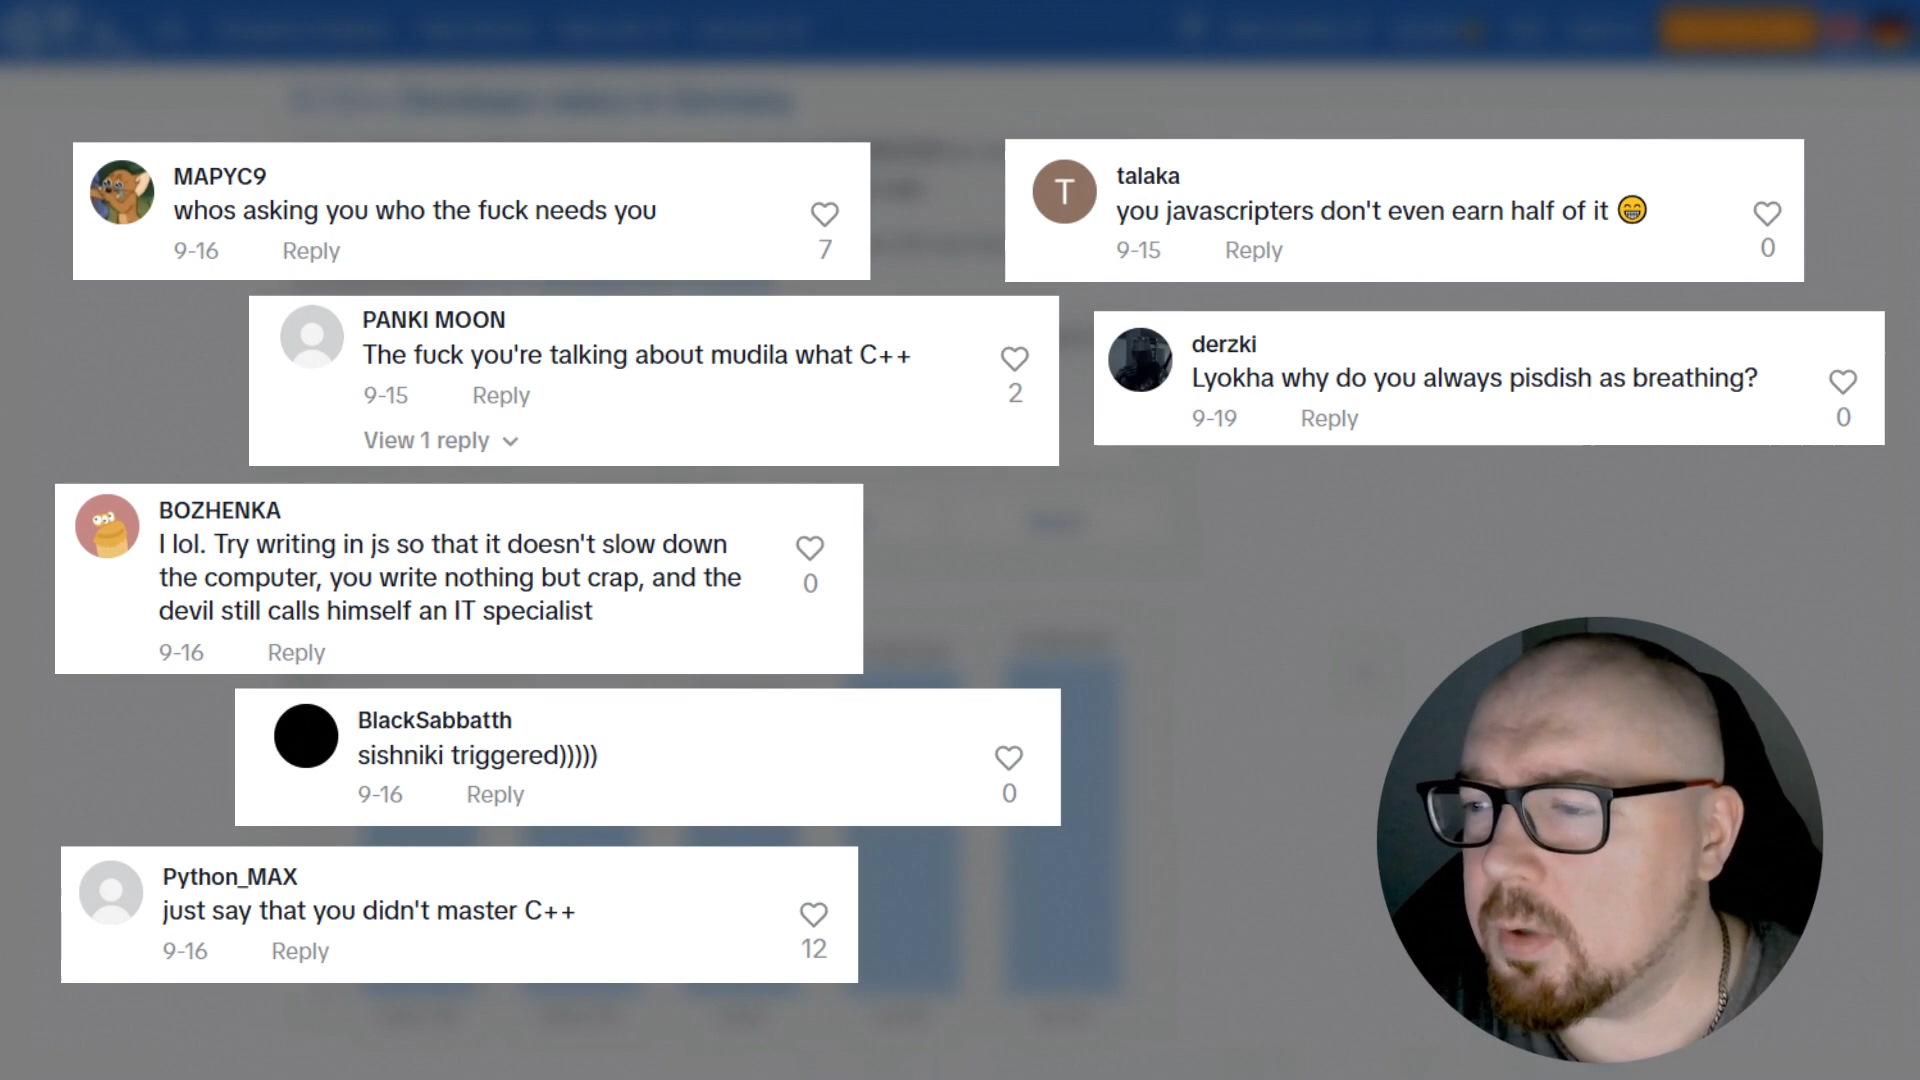 MAPYC9
whos asking you who the fuck needs you
9-16 Reply
7
talaka
you javascripters don't even earn half of it 😁
9-15 Reply
0
T
PANKI MOON
The fuck you're talking about mudila what C++
9-15 Reply
2
View 1 reply
derzki
Lyokha why do you always pisdish as breathing?
9-19 Reply
0
BOZHENKA
I lol. Try writing in js so that it doesn't slow down
the computer, you write nothing but crap, and the
devil still calls himself an IT specialist
9-16 Reply
0
BlackSabbatth
sishniki triggered)))))
9-16 Reply
0
Python_MAX
just say that you didn't master C++
9-16 Reply
12